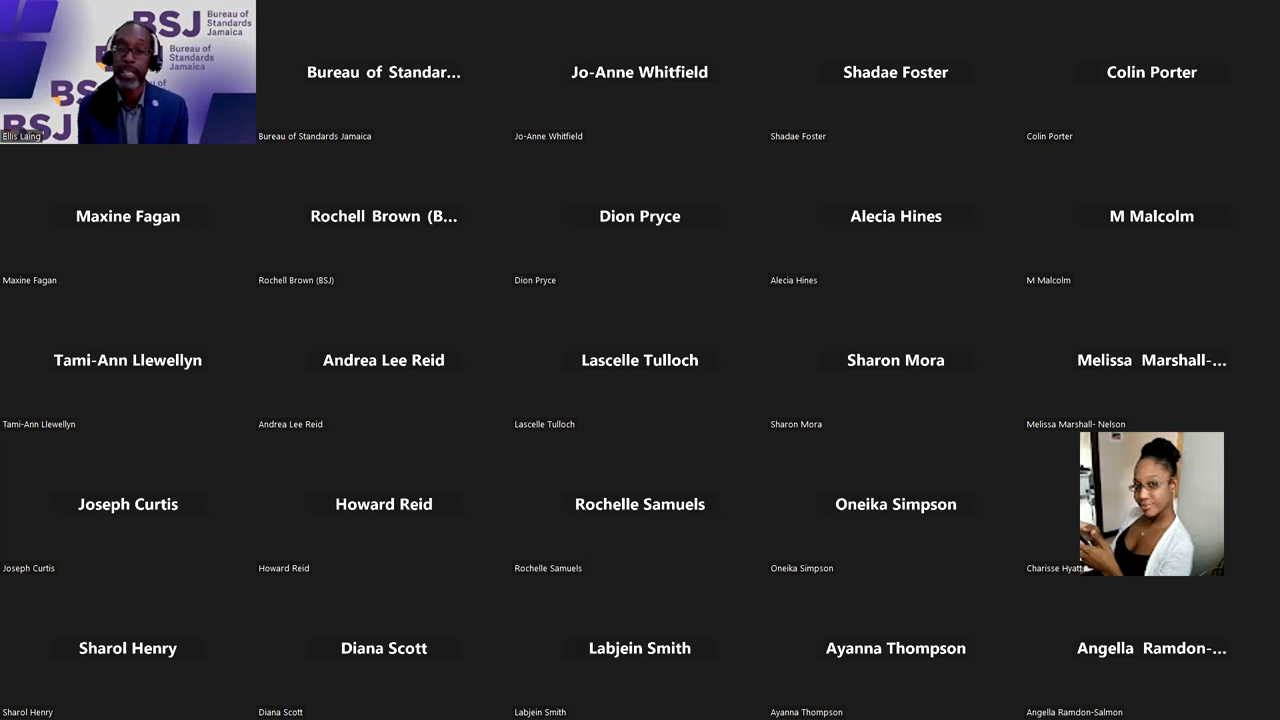 BSJ Bureau of
Standards
Jamaica
Bureau of
Standards
Jamaica
BS
BSJ
Ellis Laing
Bureau of Standar...
Bureau of Standards Jamaica
Jo-Anne Whitfield
Jo-Anne Whitfield
Shadae Foster
Shadae Foster
Colin Porter
Colin Porter
Maxine Fagan
Maxine Fagan
Rochell Brown (B...
Rochell Brown (BSJ)
Dion Pryce
Dion Pryce
Alecia Hines
Alecia Hines
M Malcolm
M Malcolm
Tami-Ann Llewellyn
Tami-Ann Llewellyn
Andrea Lee Reid
Andrea Lee Reid
Lascelle Tulloch
Lascelle Tulloch
Sharon Mora
Sharon Mora
Melissa Marshall-...
Melissa Marshall- Nelson
Joseph Curtis
Joseph Curtis
Howard Reid
Howard Reid
Rochelle Samuels
Rochelle Samuels
Oneika Simpson
Oneika Simpson
Charisse Hyatt
Sharol Henry
Sharol Henry
Diana Scott
Diana Scott
Labjein Smith
Labjein Smith
Ayanna Thompson
Ayanna Thompson
Angella Ramdon-...
Angella Ramdon-Salmon